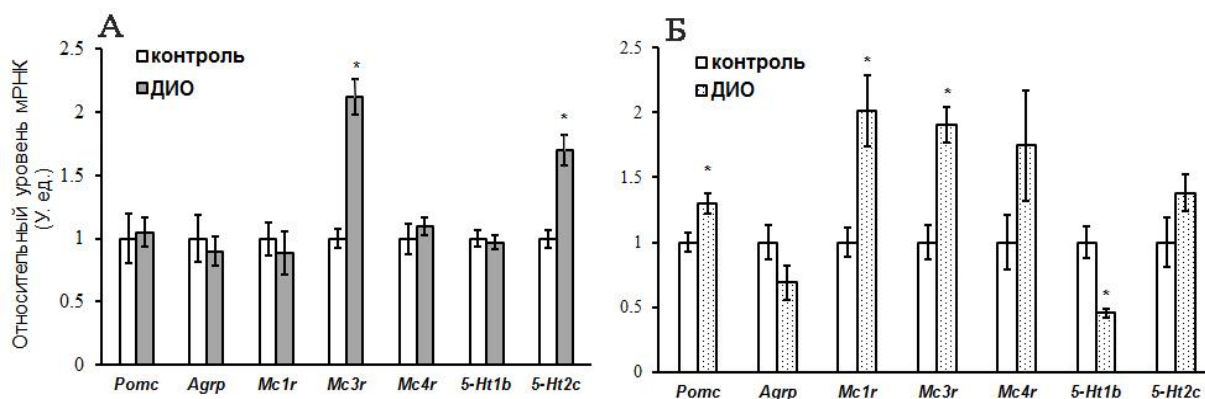 А
2.5
2
1.5
1
0.5
0
Относительный уровень мРНК
(У. ед.)
контроль
ДИО
*
*
Pomc Agrp Mc1r Mc3r Mc4r 5-Ht1b 5-Ht2c
Б
2.5
2
1.5
1
0.5
0
контроль
ДИО
*
*
*
*
Pomc Agrp Mc1r Mc3r Mc4r 5-Ht1b 5-Ht2c